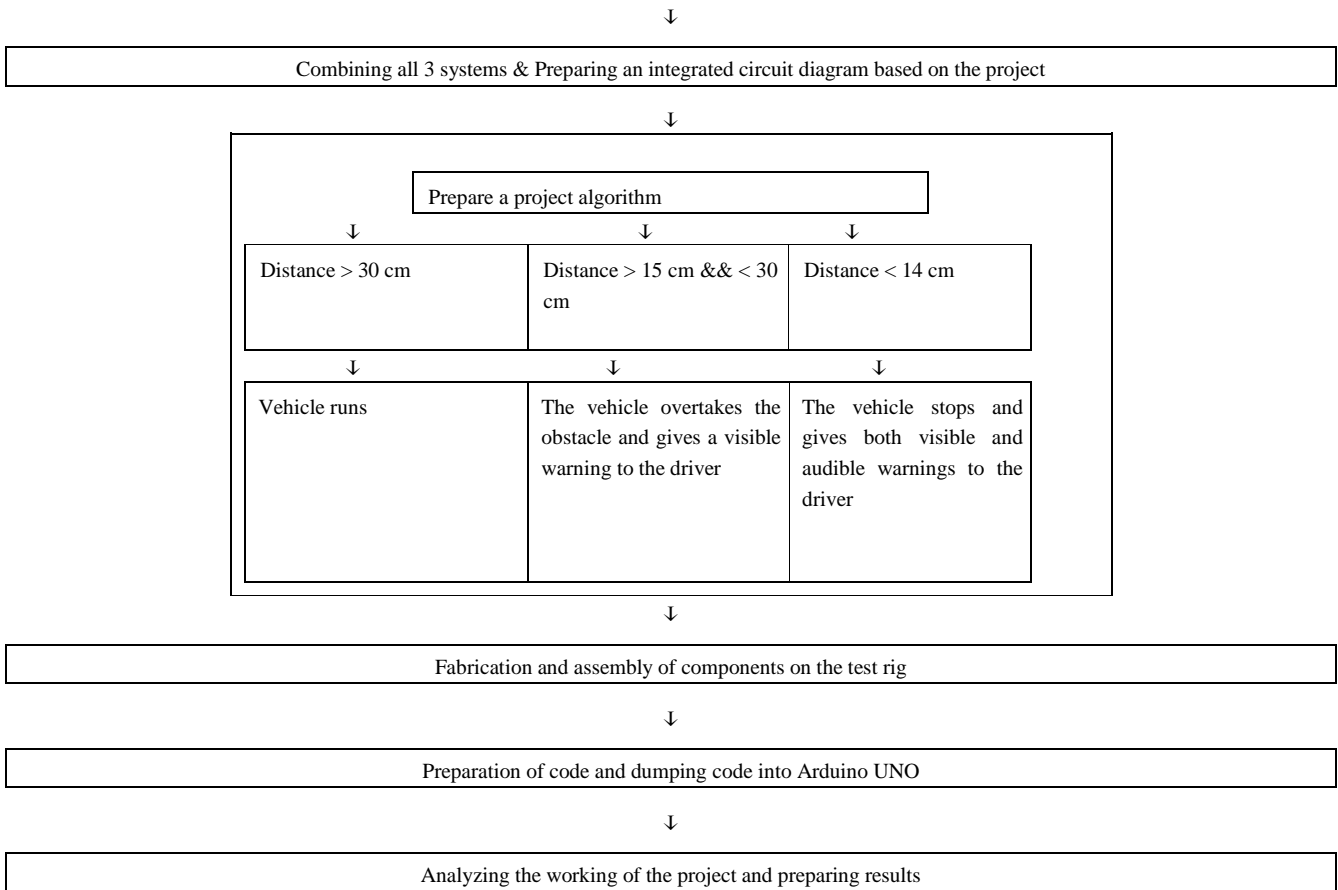 ↓
Combining all 3 systems & Preparing an integrated circuit diagram based on the project
↓
Prepare a project algorithm
↓ ↓ ↓
Distance > 30 cm
Distance > 15 cm && < 30
cm
Distance < 14 cm
↓ ↓ ↓
Vehicle runs
The vehicle overtakes the
obstacle and gives a visible
warning to the driver
The vehicle stops and
gives both visible and
audible warnings to the
driver
↓
Fabrication and assembly of components on the test rig
↓
Preparation of code and dumping code into Arduino UNO
↓
Analyzing the working of the project and preparing results